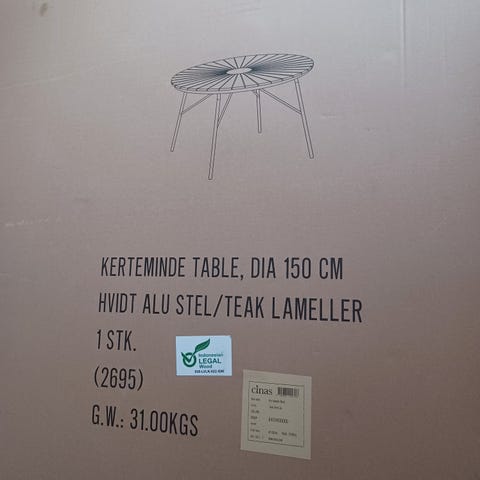 KERTEMINDE TABLE, DIA 150 CM
HVIDT ALU STEL/TEAK LAMELLER
1 STK.
(2695)
G.W.: 31.00KGS
Indonesian
LEGAL
Wood
cinas